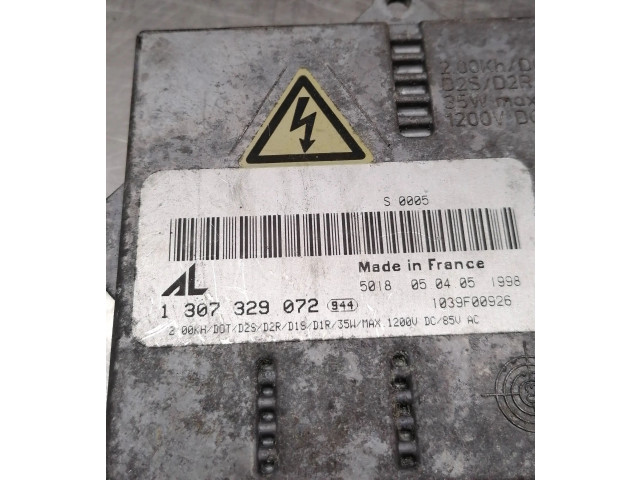 2.00Kh/D
D2S/D2R
35W max
1200V DC
S 0005
AL
Made in France
5018 05 04 05 1998
1 307 329 072 944
1039F00926
2 00KH/DOT/D2S/D2R/D1S/D1R/35W/MAX 1200V DC/85V AC